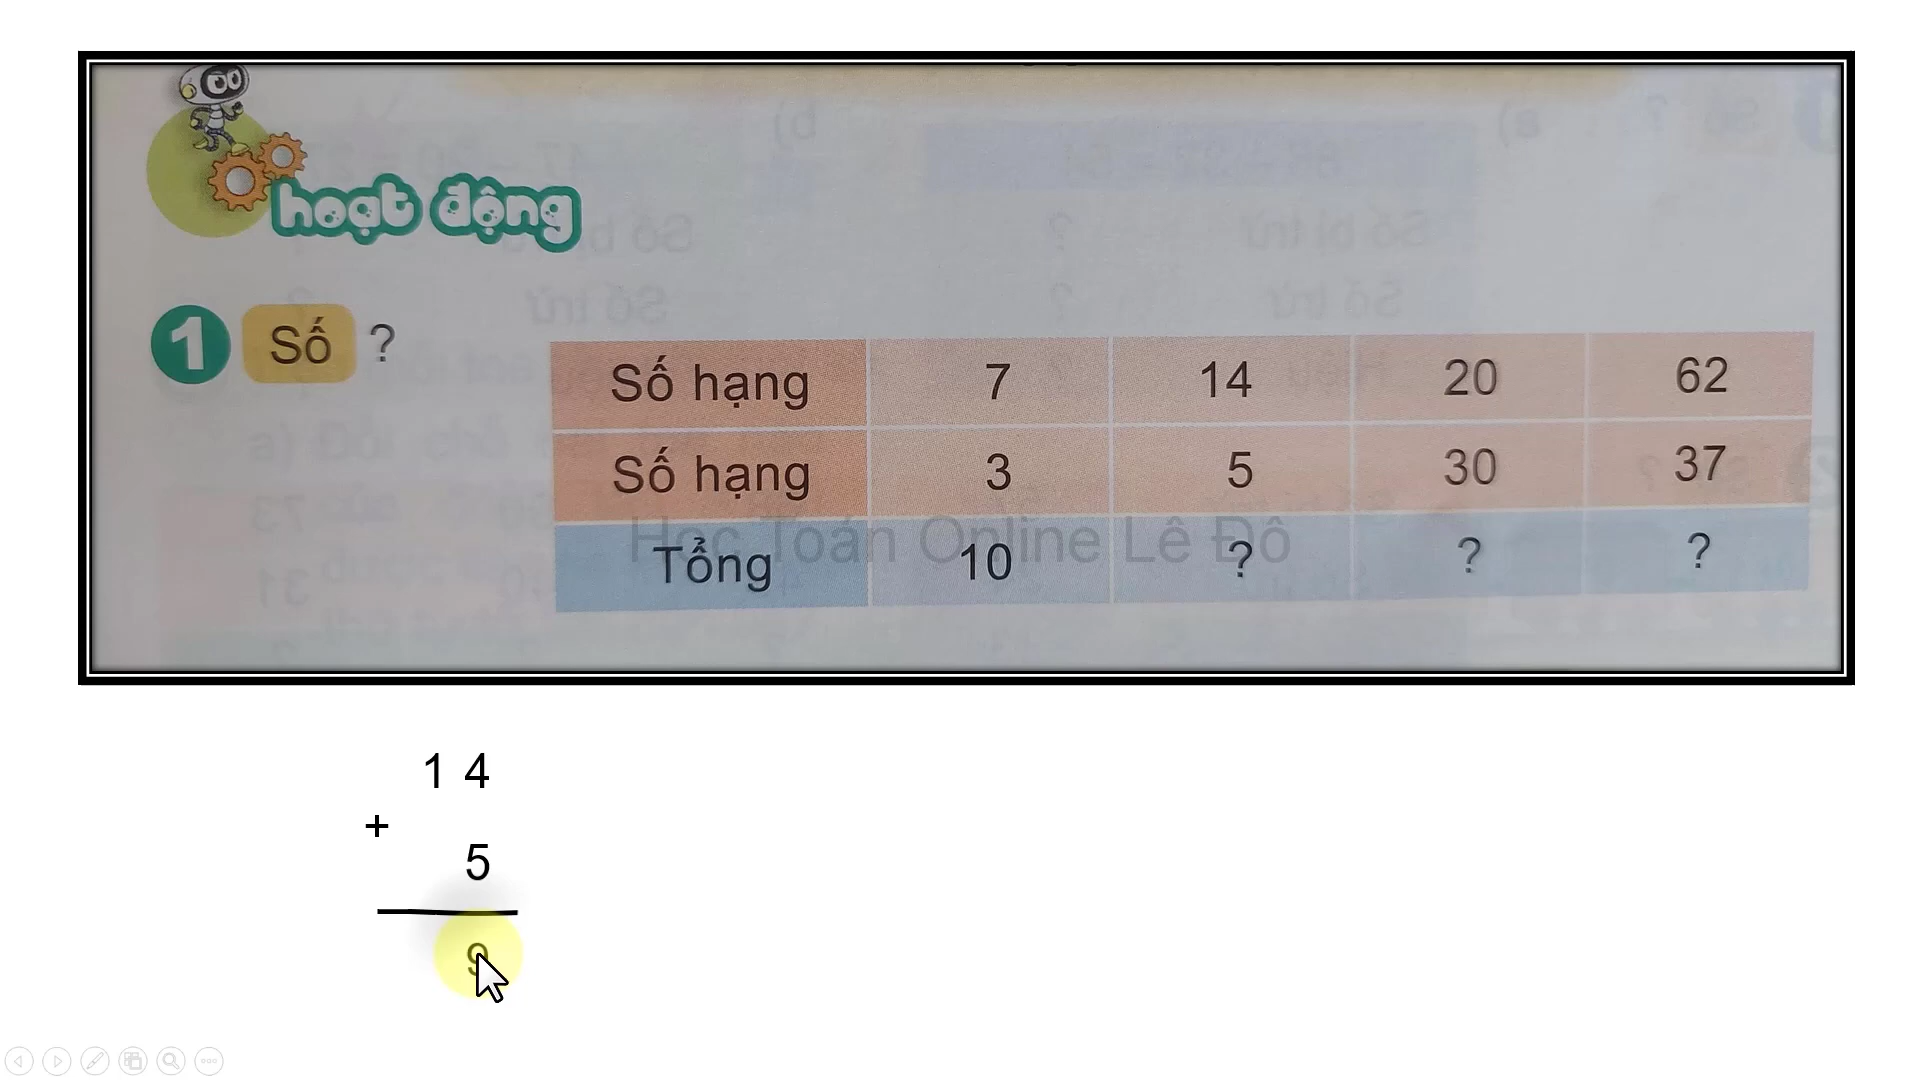 hoạt động
1 Số ?
Số hạng 7 14 20 62
Số hạng 3 5 30 37
Học Toán Online Lê Đô
Tổng 10 ? ? ?
1 4
+
5
9